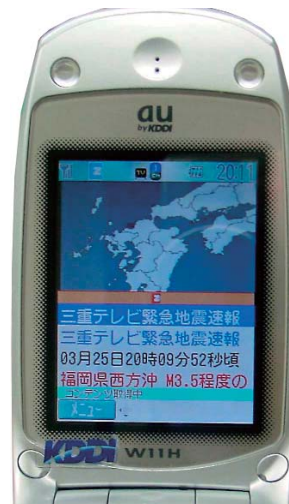 au
by KDDI
TV
20:11
三重テレビ緊急地震速報
三重テレビ緊急地震速報
03月25日20時09分52秒頃
福岡県西方沖 M3.5程度の
コンテンツ取得中
メニュー
KDDI W11H